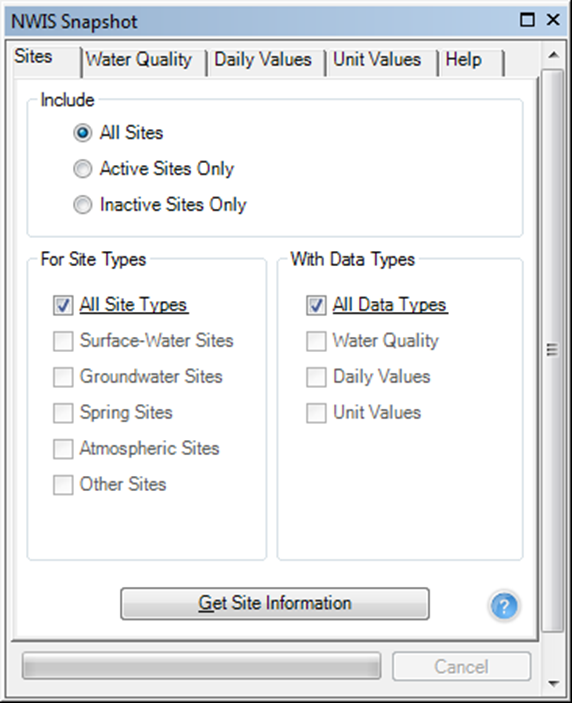 NWIS Snapshot
Sites Water Quality Daily Values Unit Values Help
Include
All Sites
Active Sites Only
Inactive Sites Only
For Site Types
All Site Types
Surface-Water Sites
Groundwater Sites
Spring Sites
Atmospheric Sites
Other Sites
With Data Types
All Data Types
Water Quality
Daily Values
Unit Values
Get Site Information
?
Cancel